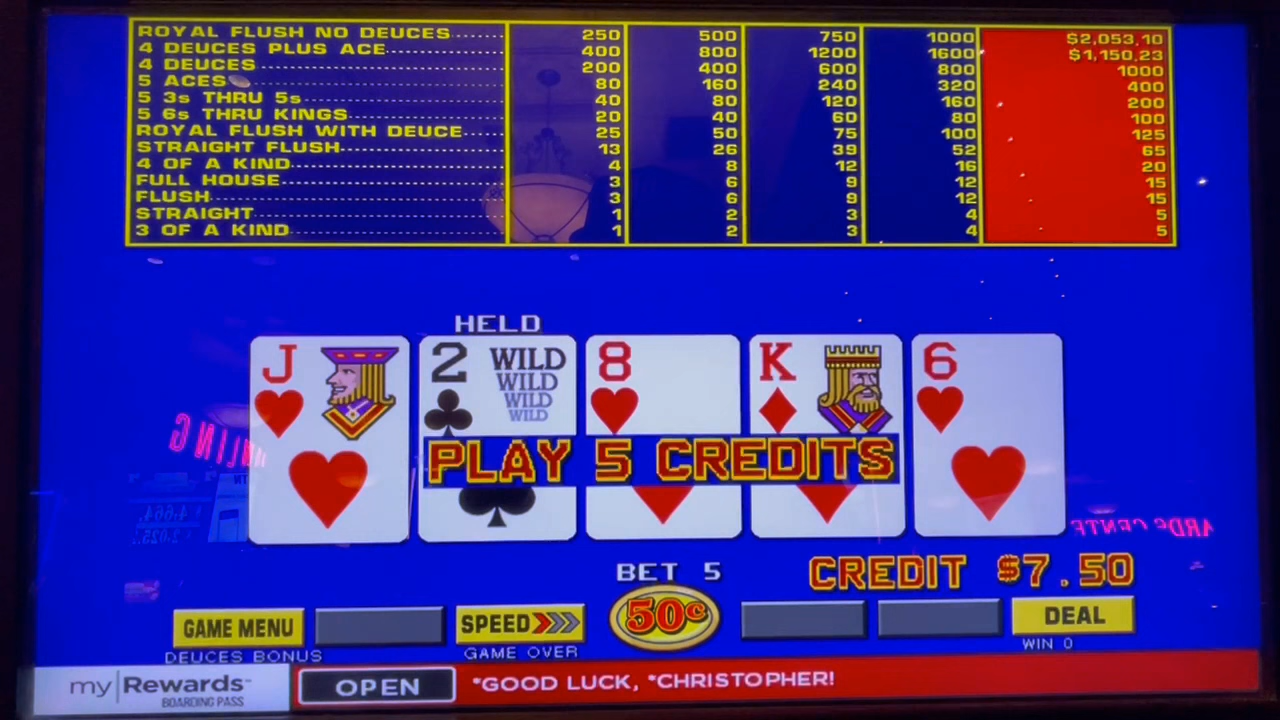 ROYAL FLUSH NO DEUCES 250 500 750 1000 $2,053.10
4 DEUCES PLUS ACE 400 800 1200 1600 $1,150.23
4 DEUCES 200 400 600 800 1000
5 ACES 80 160 240 320 400
5 3s THRU 5s 40 80 120 160 200
5 6s THRU KINGS 20 40 60 80 100
ROYAL FLUSH WITH DEUCE 25 50 75 100 125
STRAIGHT FLUSH 13 26 39 52 65
4 OF A KIND 4 8 12 16 20
FULL HOUSE 3 6 9 12 15
FLUSH 3 6 9 12 15
STRAIGHT 1 2 3 4 5
3 OF A KIND 1 2 3 4 5
HELD
J 2 WILD 8 K 6
WILD
WILD
WILD
PLAY 5 CREDITS
BET 5 CREDIT $7.50
GAME MENU SPEED 50¢ DEAL
DEUCES BONUS GAME OVER WIN 0
my|Rewards OPEN *GOOD LUCK, *CHRISTOPHER!
BOARDING PASS